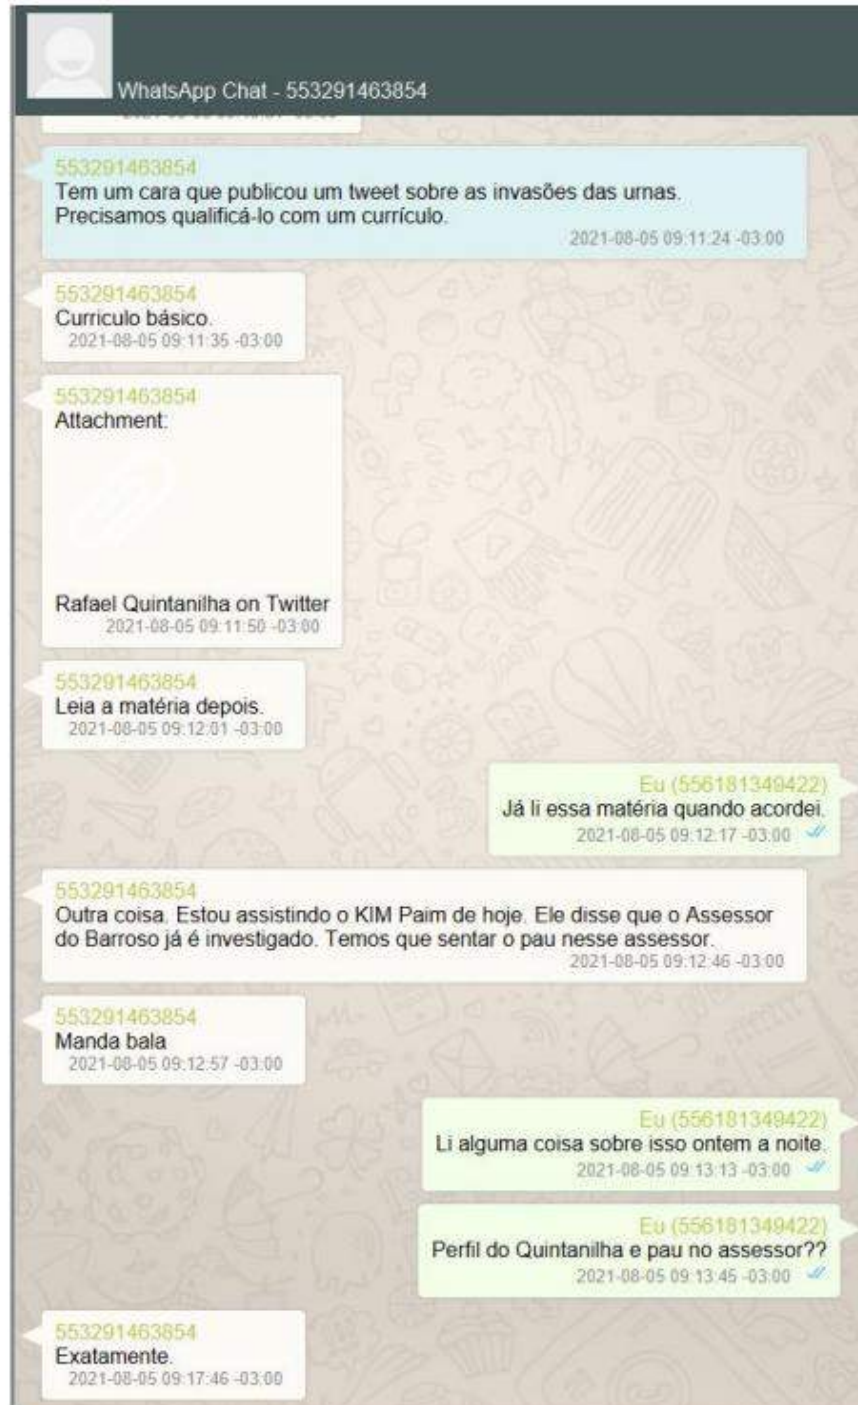 WhatsApp Chat - 553291463854
553291463854
Tem um cara que publicou um tweet sobre as invasões das urnas.
Precisamos qualificá-lo com um currículo.
2021-08-05 09:11:24 -03:00
553291463854
Curriculo básico.
2021-08-05 09:11:35 -03:00
553291463854
Attachment:
Rafael Quintanilha on Twitter
2021-08-05 09:11:50 -03:00
553291463854
Leia a matéria depois.
2021-08-05 09:12:01 -03:00
Eu (556181349422)
Já li essa matéria quando acordei.
2021-08-05 09:12:17 -03:00
553291463854
Outra coisa. Estou assistindo o KIM Paim de hoje. Ele disse que o Assessor
do Barroso já é investigado. Temos que sentar o pau nesse assessor.
2021-08-05 09:12:46 -03:00
553291463854
Manda bala
2021-08-05 09:12:57 -03:00
Eu (556181349422)
Li alguma coisa sobre isso ontem a noite.
2021-08-05 09:13:13 -03:00
Eu (556181349422)
Perfil do Quintanilha e pau no assessor??
2021-08-05 09:13:45 -03:00
553291463854
Exatamente.
2021-08-05 09:17:46 -03:00